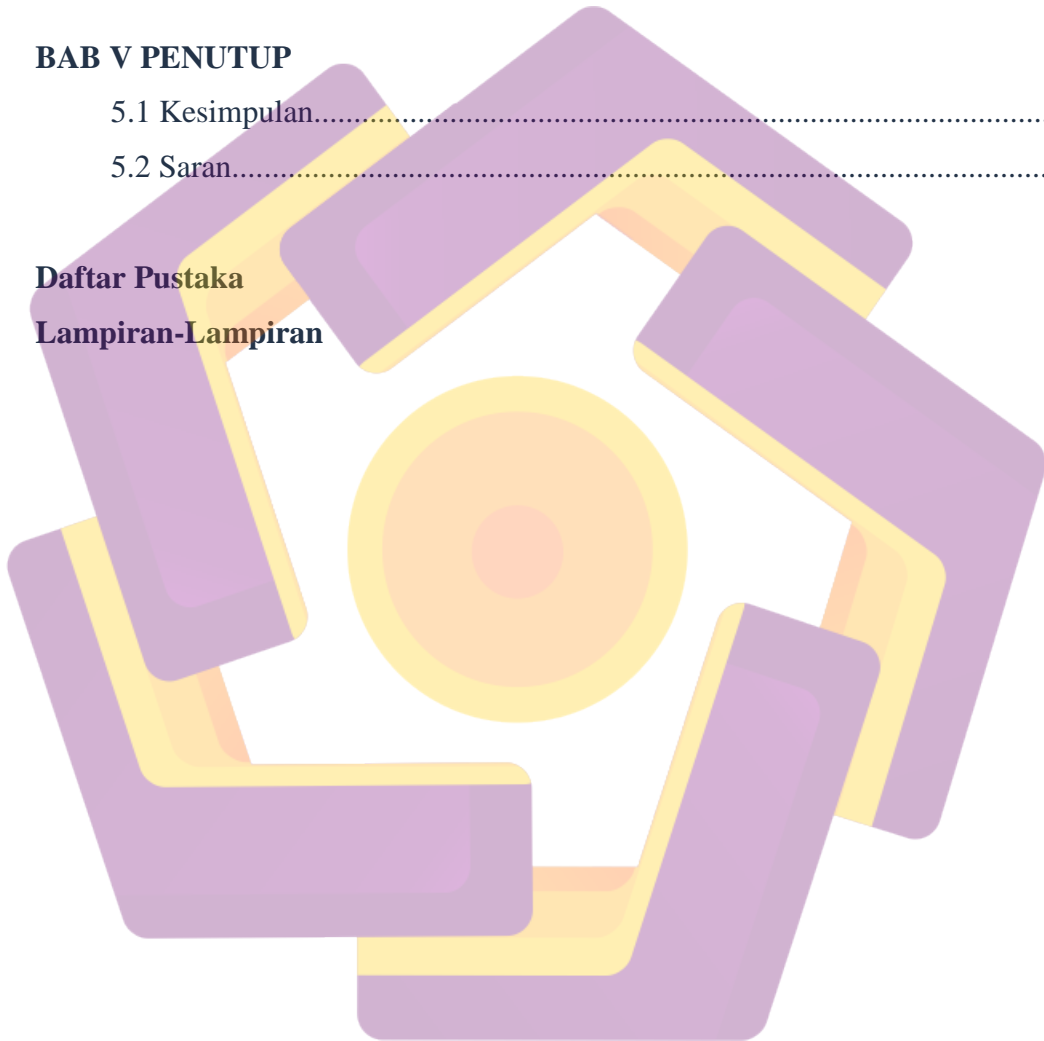 BAB V PENUTUP
5.1 Kesimpulan..........................................................................................
5.2 Saran....................................................................................................
Daftar Pustaka
Lampiran-Lampiran